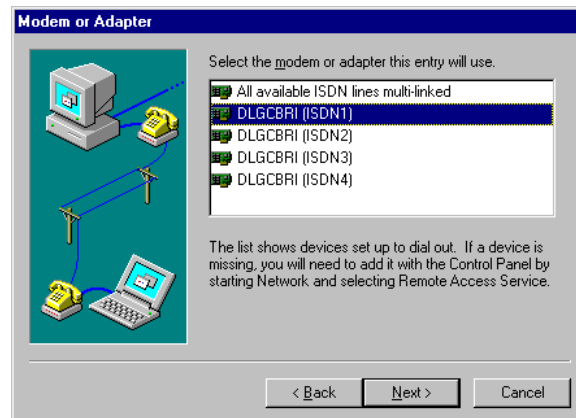 Modem or Adapter
Select the modem or adapter this entry will use.
All available ISDN lines multi-linked
DLGCBRI (ISDN1)
DLGCBRI (ISDN2)
DLGCBRI (ISDN3)
DLGCBRI (ISDN4)
The list shows devices set up to dial out. If a device is
missing, you will need to add it with the Control Panel by
starting Network and selecting Remote Access Service.
< Back
Next >
Cancel